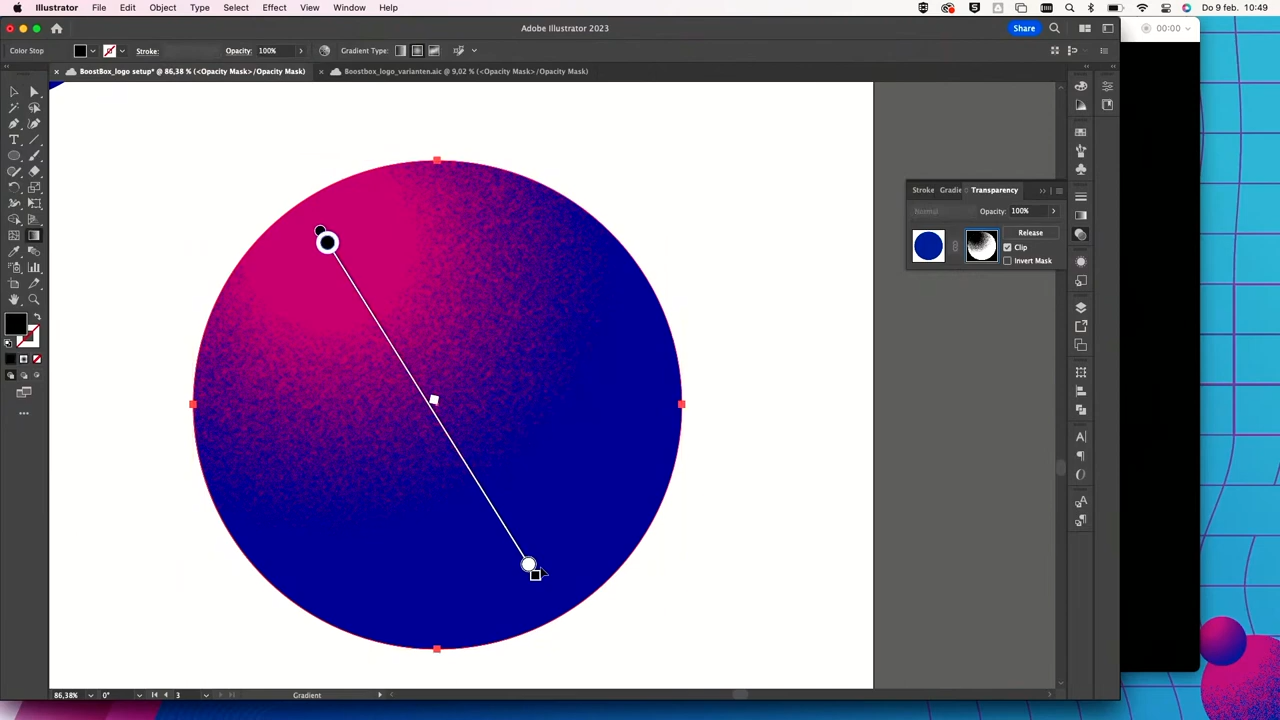 Illustrator File Edit Object Type Select Effect View Window Help
Do 9 feb. 10:49
Adobe Illustrator 2023
Share
00:00
Color Stop
Stroke:
Opacity: 100%
Gradient Type:
BoostBox_logo setup* @ 86,38 % (<Opacity Mask>/Opacity Mask)
Boostbox_logo_varianten.aic @ 9,02 % (<Opacity Mask>/Opacity Mask)
Stroke Gradie Transparency
Normal
Opacity: 100%
Release
Clip
Invert Mask
86,38%
0°
3
Gradient